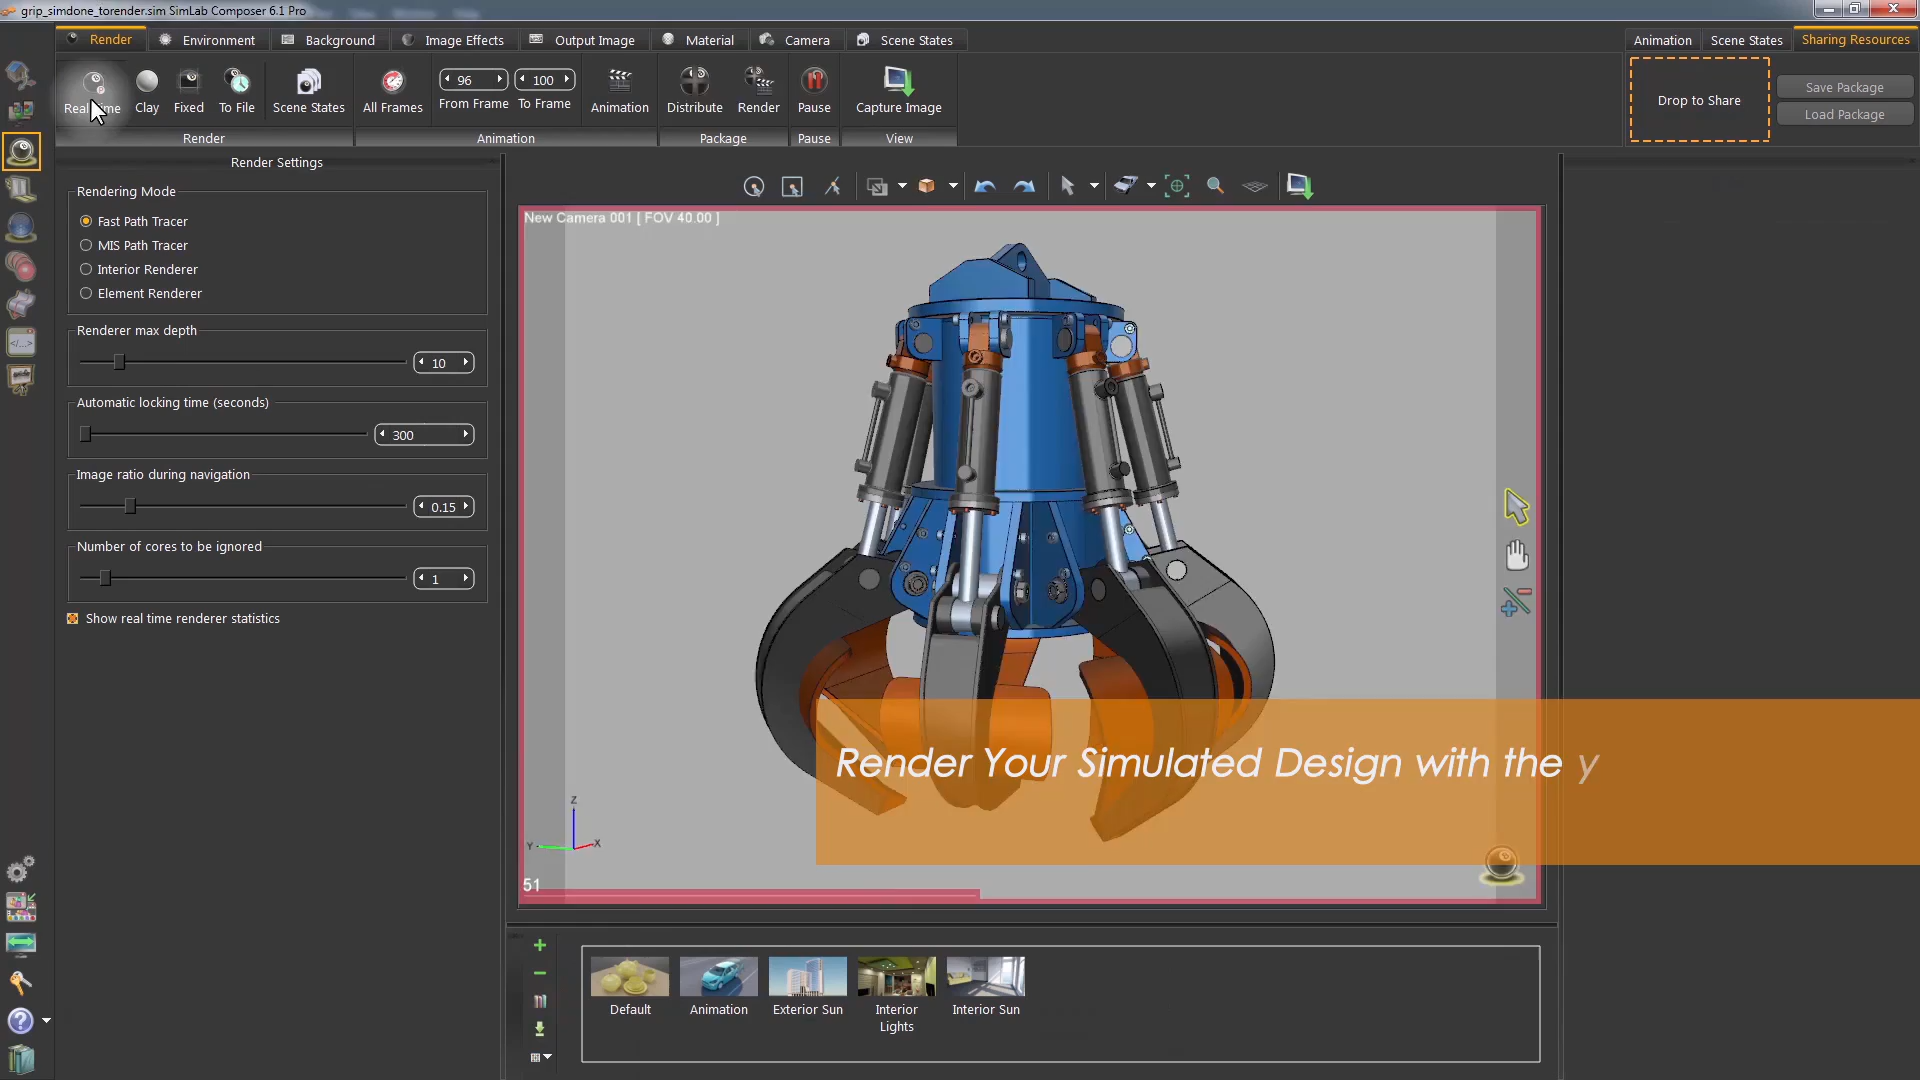 grip_simdone_torender.sim SimLab Composer 6.1 Pro
Render Environment Background Image Effects Output Image Material Camera Scene States Animation Scene States Sharing Resources
96 100
Clay Fixed To File Scene States All Frames From Frame To Frame Animation Distribute Render Pause Capture Image
Drop to Share
Save Package
Load Package
Render Animation Package Pause View
Render Settings
Rendering Mode
Fast Path Tracer
MIS Path Tracer
Interior Renderer
Element Renderer
Renderer max depth
10
Automatic locking time (seconds)
300
Image ratio during navigation
0.15
Number of cores to be ignored
1
Show real time renderer statistics
New Camera 001 [ FOV 40.00 ]
Render Your Simulated Design with the y
Z
Y
X
51
Default
Animation
Exterior Sun
Interior Lights
Interior Sun